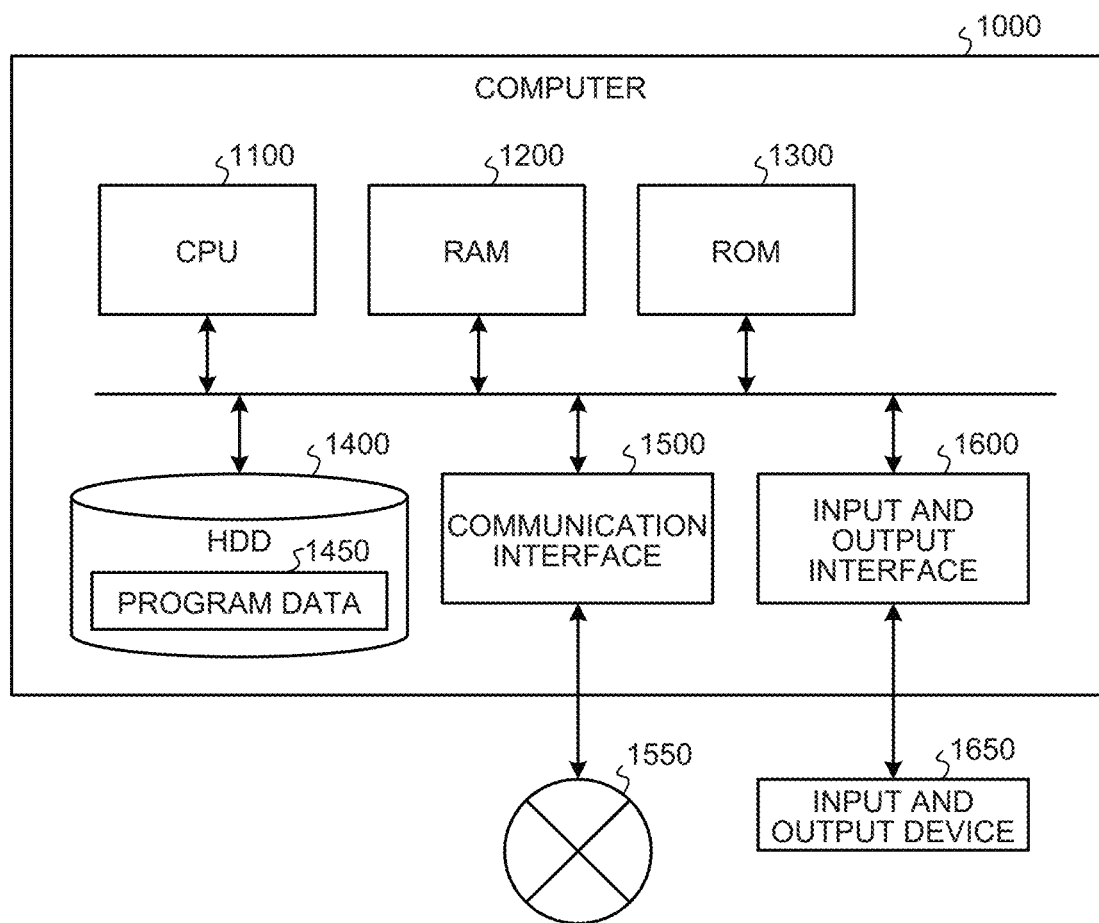 1000
COMPUTER
1100
1200
1300
CPU
RAM
ROM
1400
1500
1600
HDD
1450
PROGRAM DATA
COMMUNICATION
INTERFACE
INPUT AND
OUTPUT
INTERFACE
1550
1650
INPUT AND
OUTPUT DEVICE